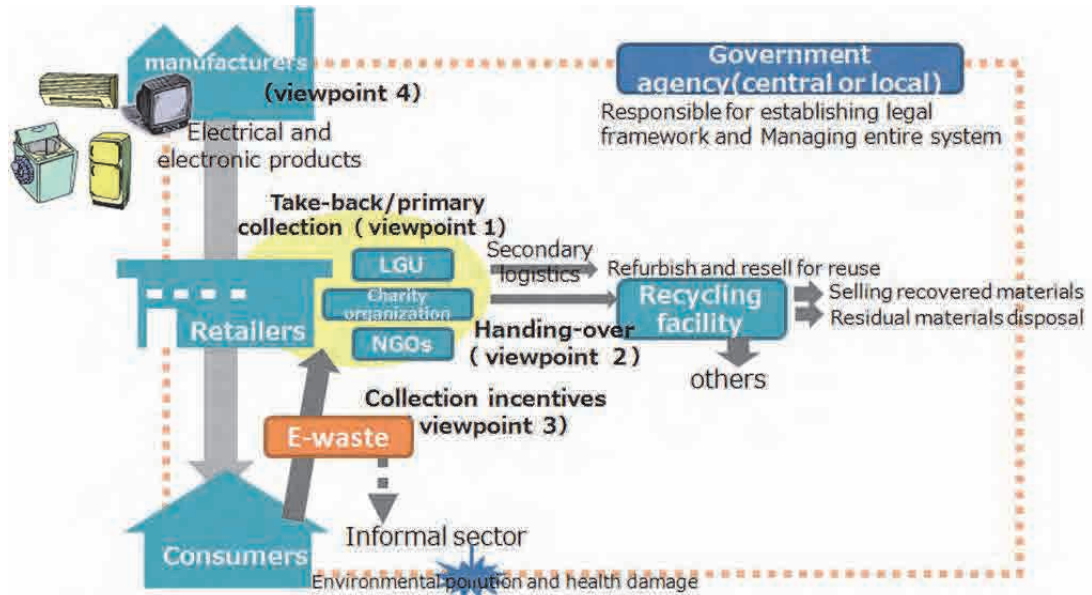 manufacturers
(viewpoint 4)
Electrical and
electronic products
Government
agency(central or local)
Responsible for establishing legal
framework and Managing entire system
Take-back/primary
collection ( viewpoint 1)
LGU
Charity
organization
NGOs
Retailers
Secondary
logistics
Refurbish and resell for reuse
Recycling
facility
Selling recovered materials
Residual materials disposal
others
Handing-over
( viewpoint 2)
Collection incentives
viewpoint 3)
E-waste
Informal sector
Consumers
Environmental pollution and health damage